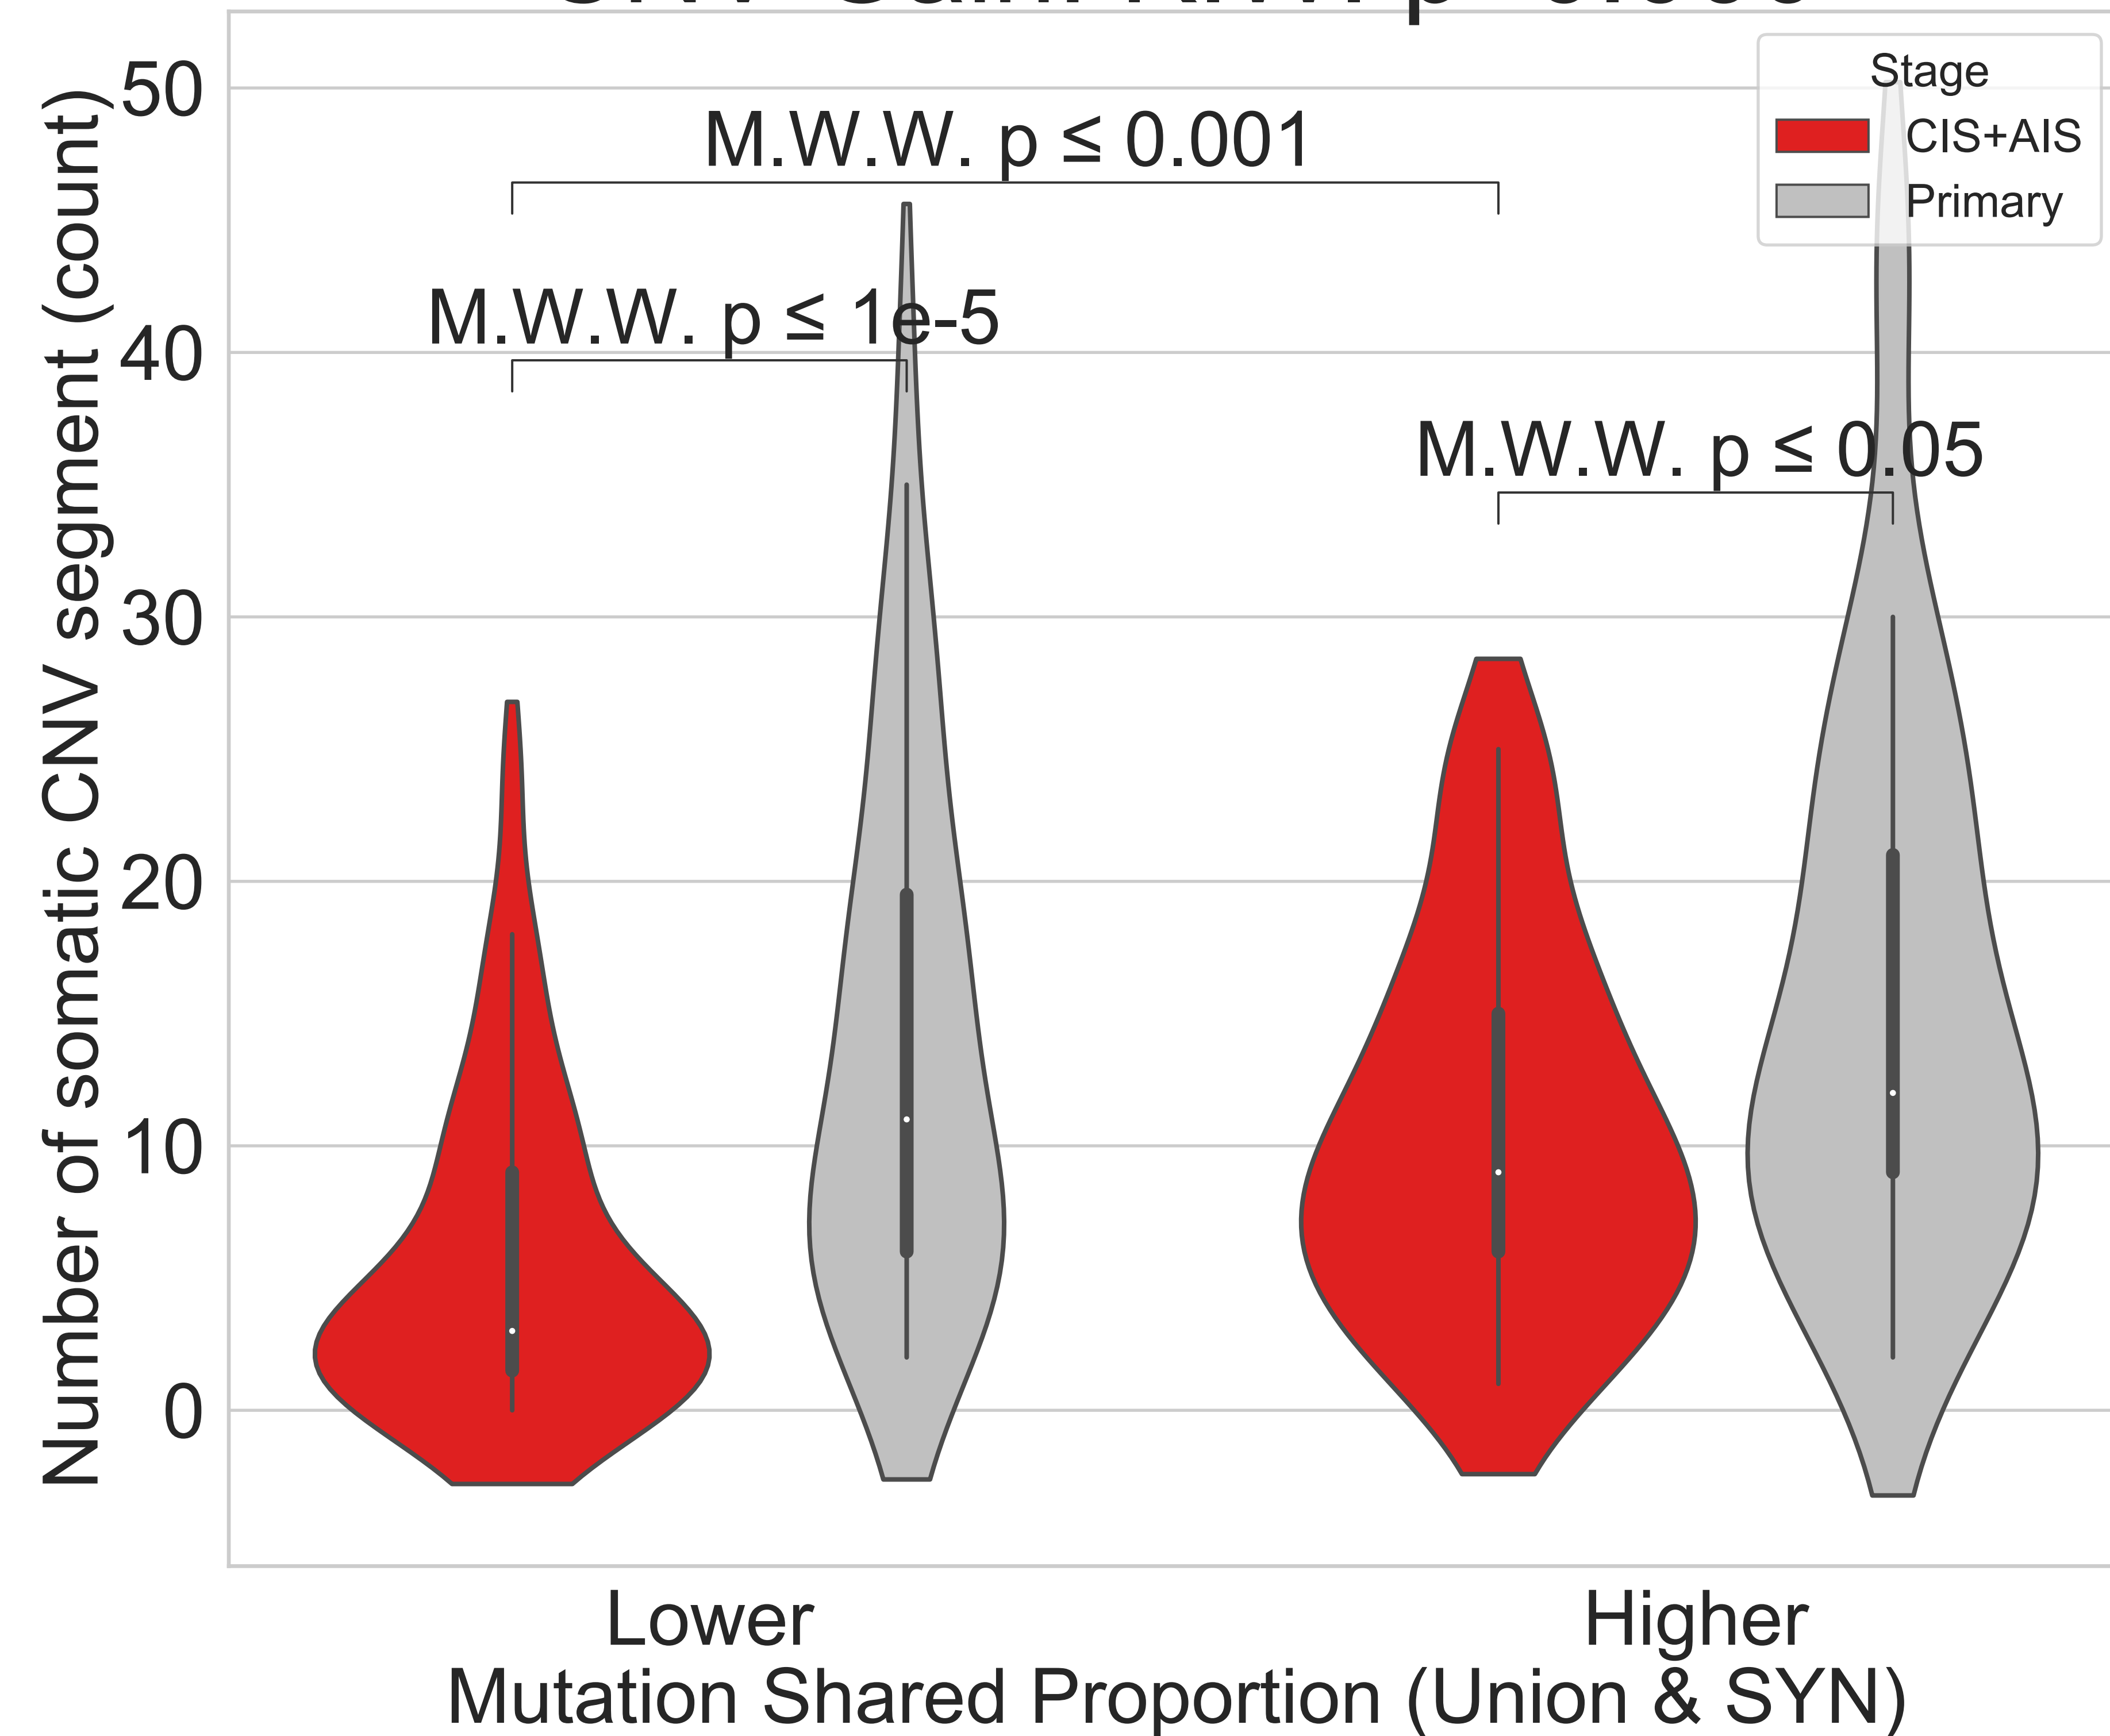 Number of somatic CNV segment (count)
50
40
30
20
10
0
M.W.W. p ≤ 0.001
M.W.W. p ≤ 1e-5
M.W.W. p ≤ 0.05
Stage
CIS+AIS
Primary
Lower
Higher
Mutation Shared Proportion (Union & SYN)